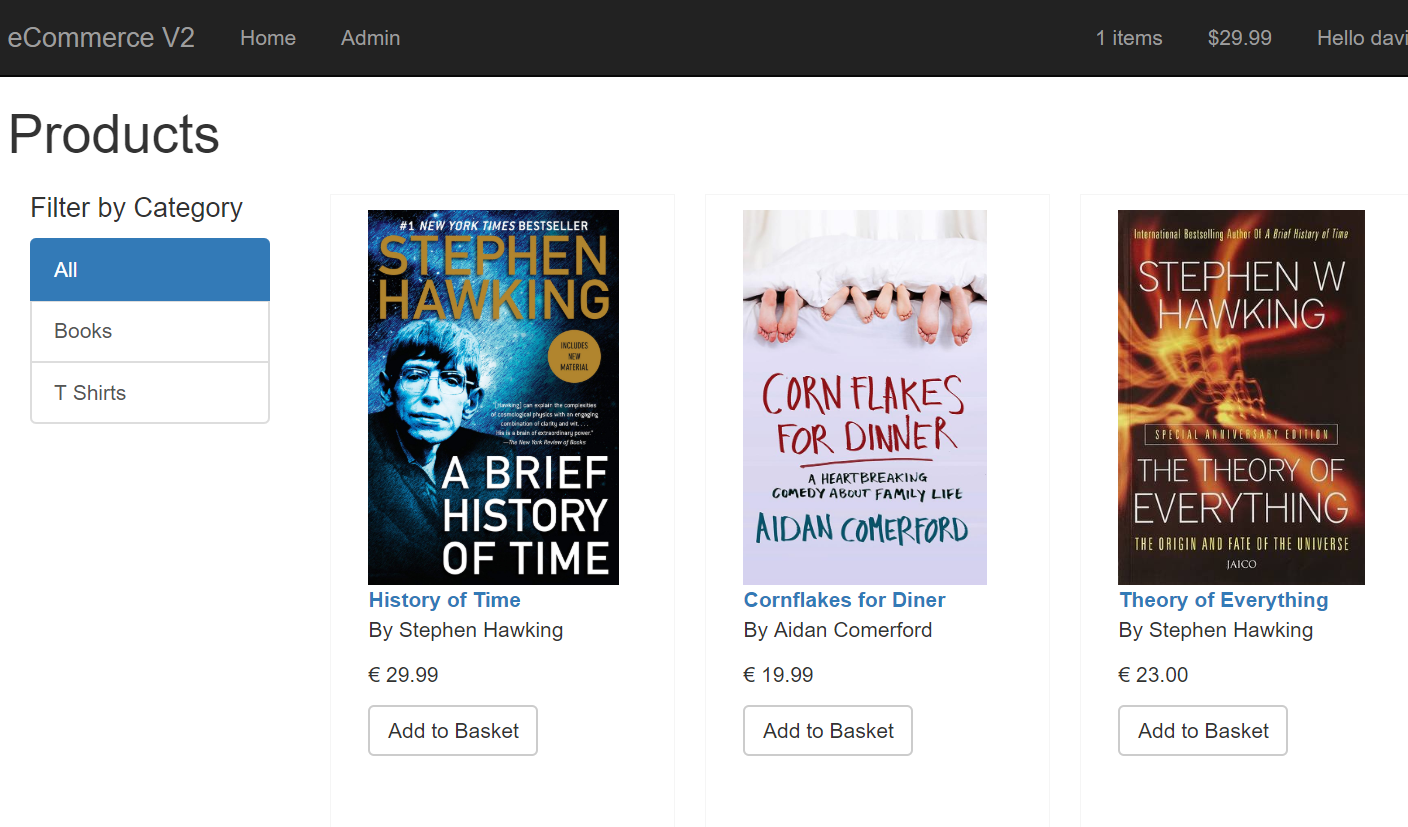 eCommerce V2 Home Admin 1 items $29.99 Hello davi
Products
Filter by Category
All
Books
T Shirts
#1 NEW YORK TIMES BESTSELLER
STEPHEN
HAWKING
INCLUDES
NEW
MATERIAL
"[Hawking] can explain the complexities
of cosmological physics with an engaging
combination of clarity and wit. . . .
His is a brain of extraordinary power."
—The New York Review of Books
A BRIEF
HISTORY
OF TIME
History of Time
By Stephen Hawking
€ 29.99
Add to Basket
CORN FLAKES
FOR DINNER
A HEARTBREAKING
COMEDY ABOUT FAMILY LIFE
AIDAN COMERFORD
Cornflakes for Diner
By Aidan Comerford
€ 19.99
Add to Basket
International Bestselling Author Of A Brief History of Time
STEPHEN W
HAWKING
SPECIAL ANNIVERSARY EDITION
THE THEORY OF
EVERYTHING
THE ORIGIN AND FATE OF THE UNIVERSE
JAICO
Theory of Everything
By Stephen Hawking
€ 23.00
Add to Basket